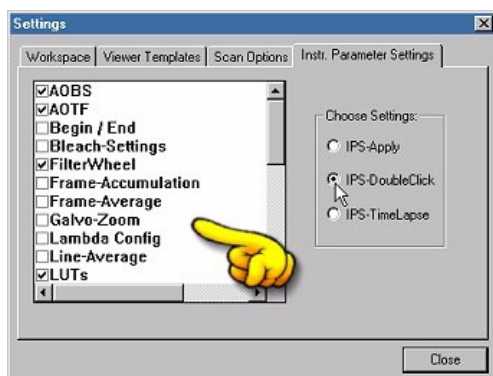 Settings
Workspace
Viewer Templates
Scan Options
Instr. Parameter Settings
AOBS
AOTF
Begin / End
Bleach-Settings
FilterWheel
Frame-Accumulation
Frame-Average
Galvo-Zoom
Lambda Config
Line-Average
LUTs
Choose Settings:
IPS-Apply
IPS-DoubleClick
IPS-TimeLapse
Close